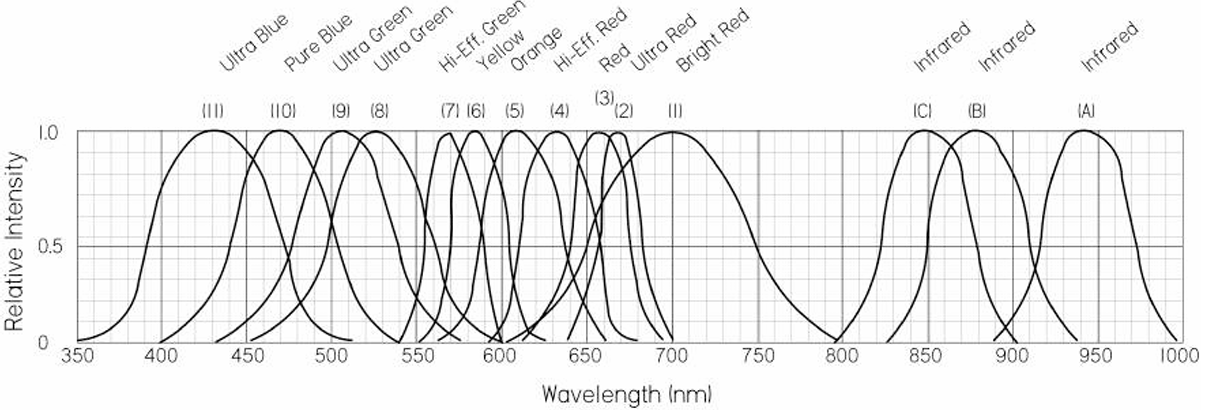 Ultra Blue
Pure Blue
Ultra Green
Ultra Green
Hi-Eff. Green
Yellow
Orange
Hi-Eff. Red
Red
Ultra Red
Bright Red
Infrared
Infrared
Infrared
(11) (10) (9) (8) (7) (6) (5) (4) (3) (2) (1) (C) (B) (A)
1.0
0.5
0
Relative Intensity
350 400 450 500 550 600 650 700 750 800 850 900 950 1000
Wavelength (nm)